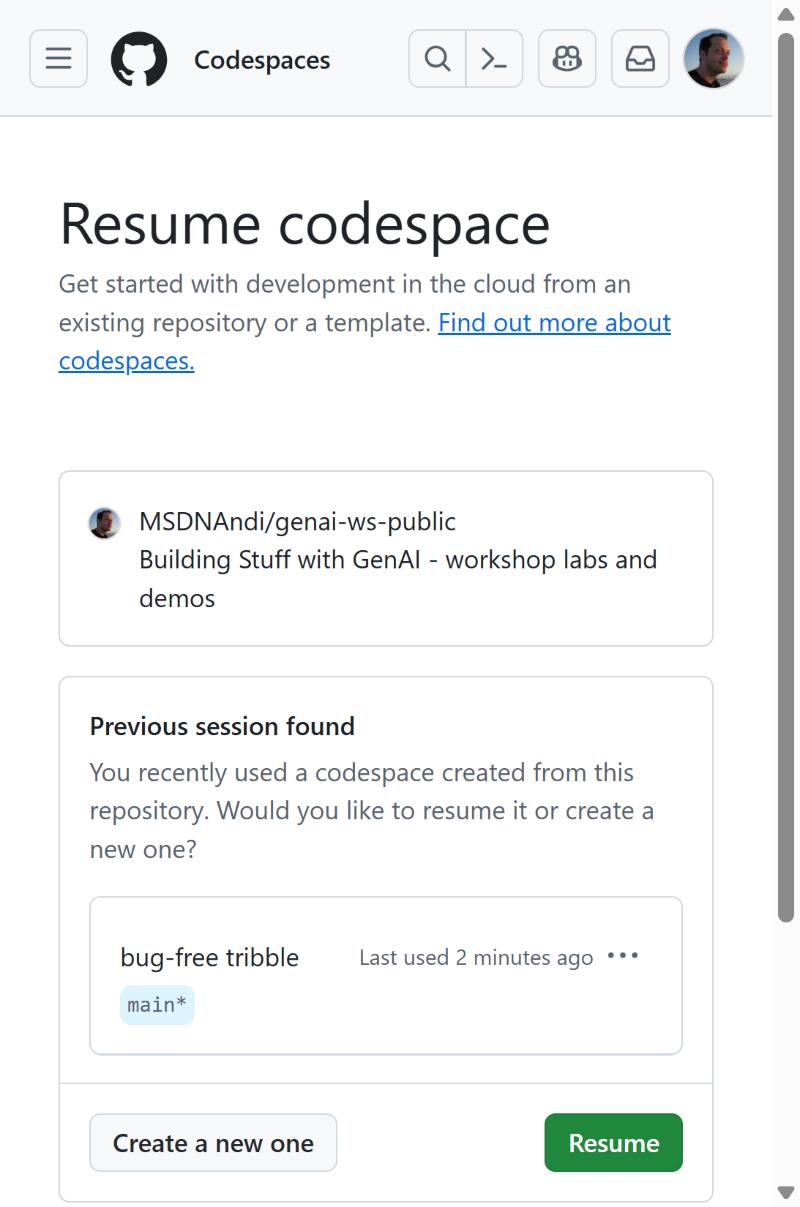 Codespaces
Resume codespace
Get started with development in the cloud from an
existing repository or a template. Find out more about
codespaces.
MSDNAndi/genai-ws-public
Building Stuff with GenAI - workshop labs and
demos
Previous session found
You recently used a codespace created from this
repository. Would you like to resume it or create a
new one?
bug-free tribble
Last used 2 minutes ago
main*
Create a new one
Resume